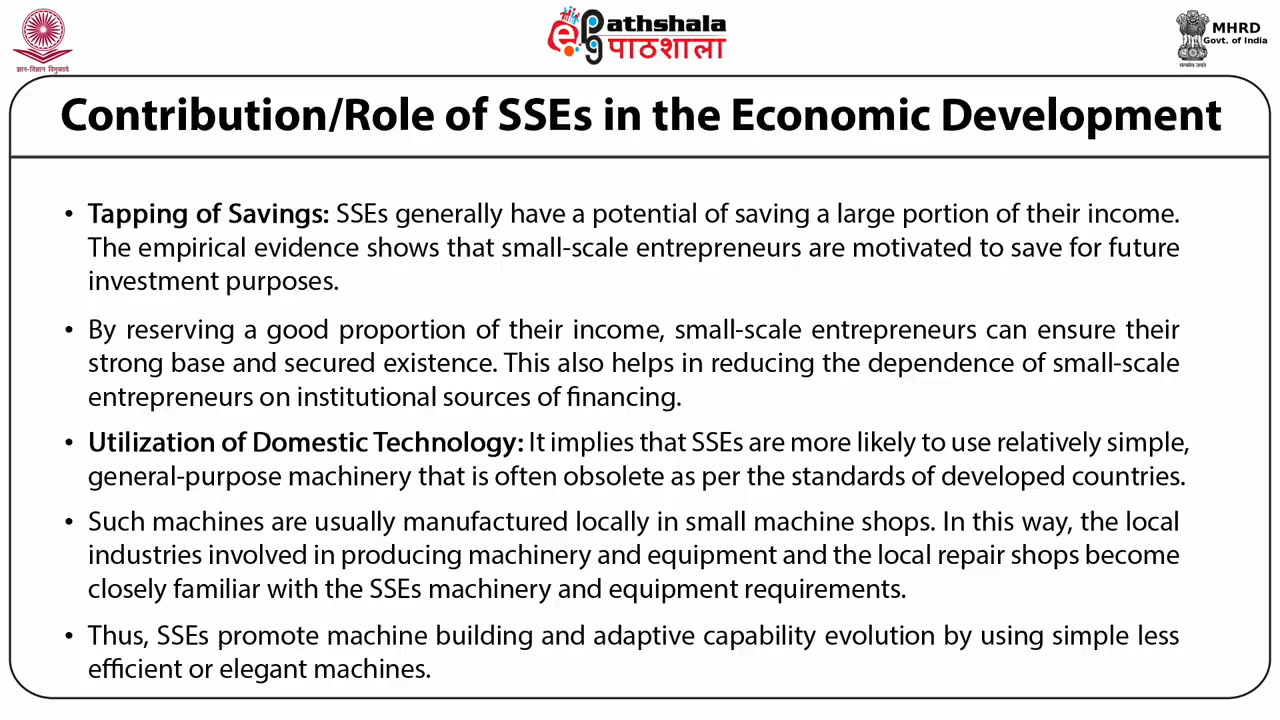 ज्ञान-विज्ञान विमुक्तये
epg
athshala
पाठशाला
MHRD
Govt. of India
सत्यमेव जयते
Contribution/Role of SSEs in the Economic Development
• Tapping of Savings: SSEs generally have a potential of saving a large portion of their income.
The empirical evidence shows that small-scale entrepreneurs are motivated to save for future
investment purposes.
• By reserving a good proportion of their income, small-scale entrepreneurs can ensure their
strong base and secured existence. This also helps in reducing the dependence of small-scale
entrepreneurs on institutional sources of financing.
• Utilization of Domestic Technology: It implies that SSEs are more likely to use relatively simple,
general-purpose machinery that is often obsolete as per the standards of developed countries.
• Such machines are usually manufactured locally in small machine shops. In this way, the local
industries involved in producing machinery and equipment and the local repair shops become
closely familiar with the SSEs machinery and equipment requirements.
• Thus, SSEs promote machine building and adaptive capability evolution by using simple less
efficient or elegant machines.